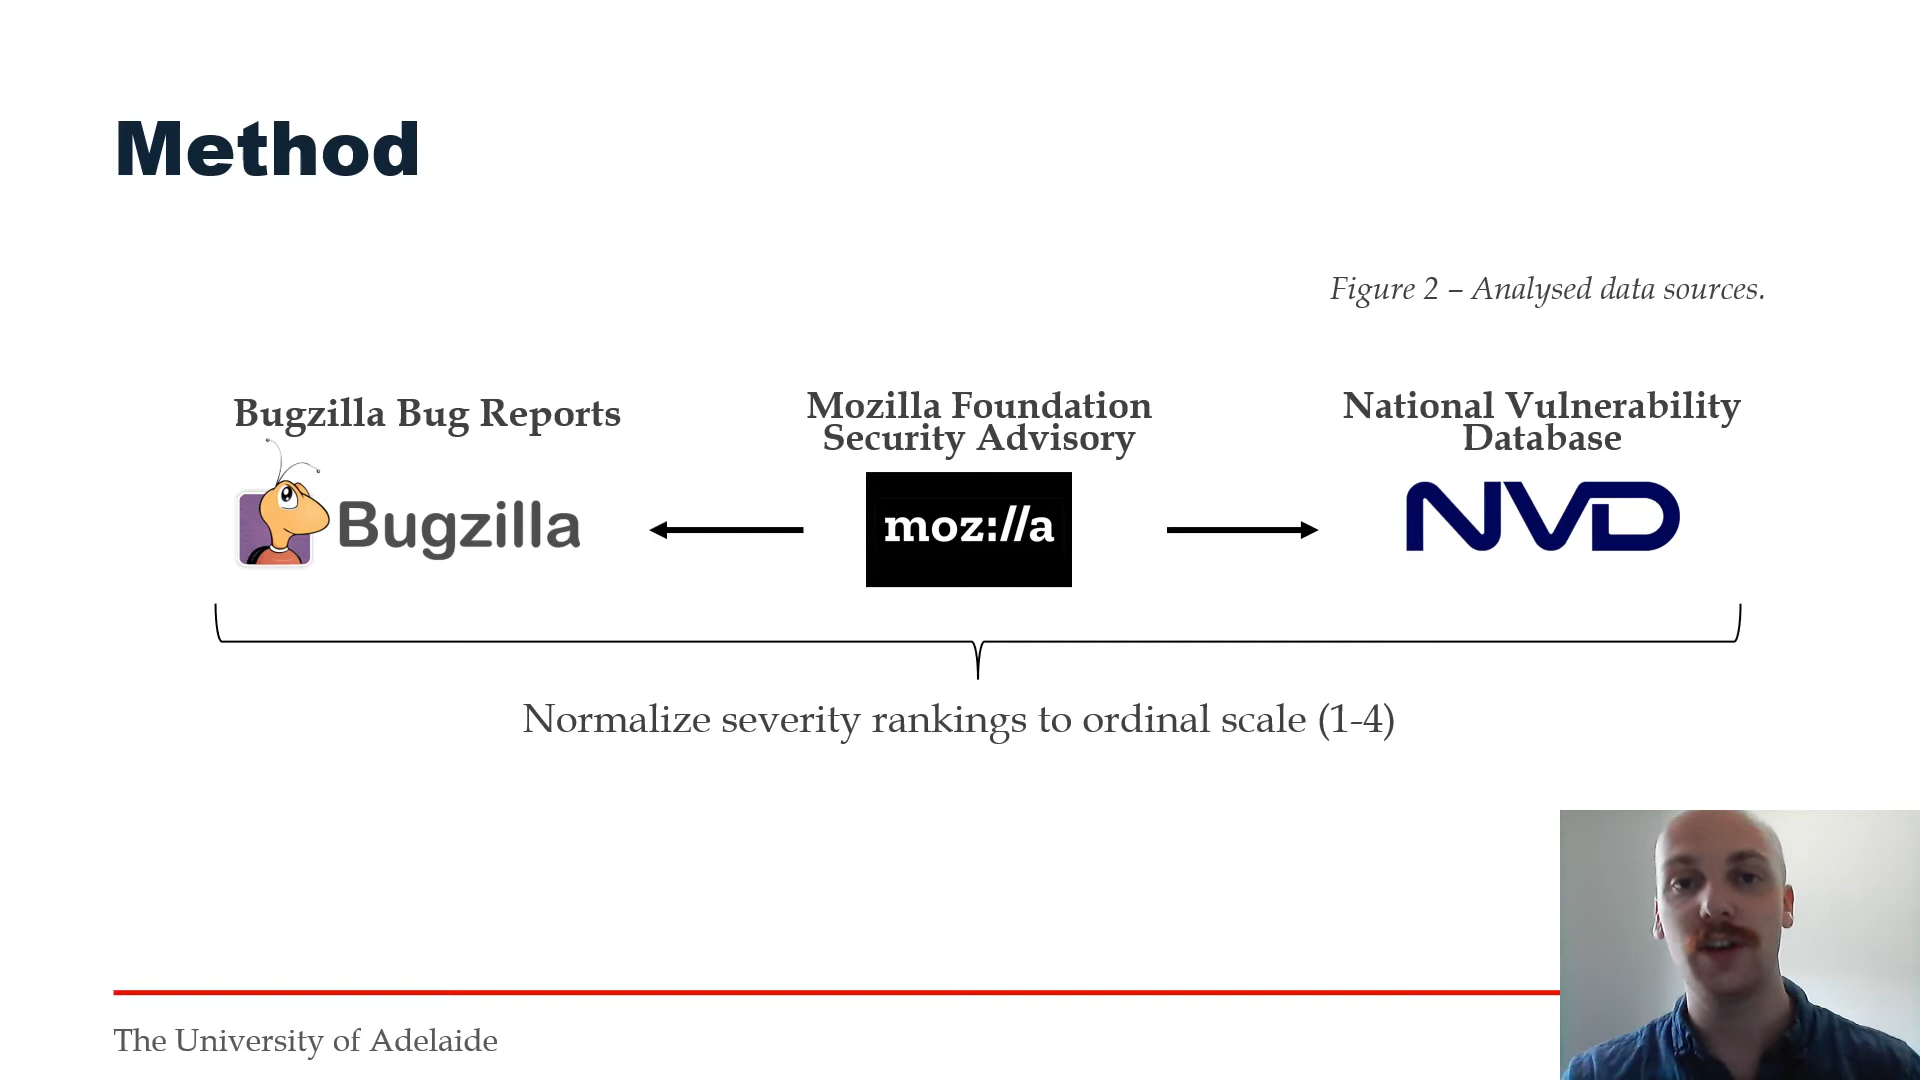 Method
Figure 2 – Analysed data sources.
Bugzilla Bug Reports
Mozilla Foundation
Security Advisory
National Vulnerability
Database
Bugzilla
moz://a
NVD
Normalize severity rankings to ordinal scale (1-4)
The University of Adelaide